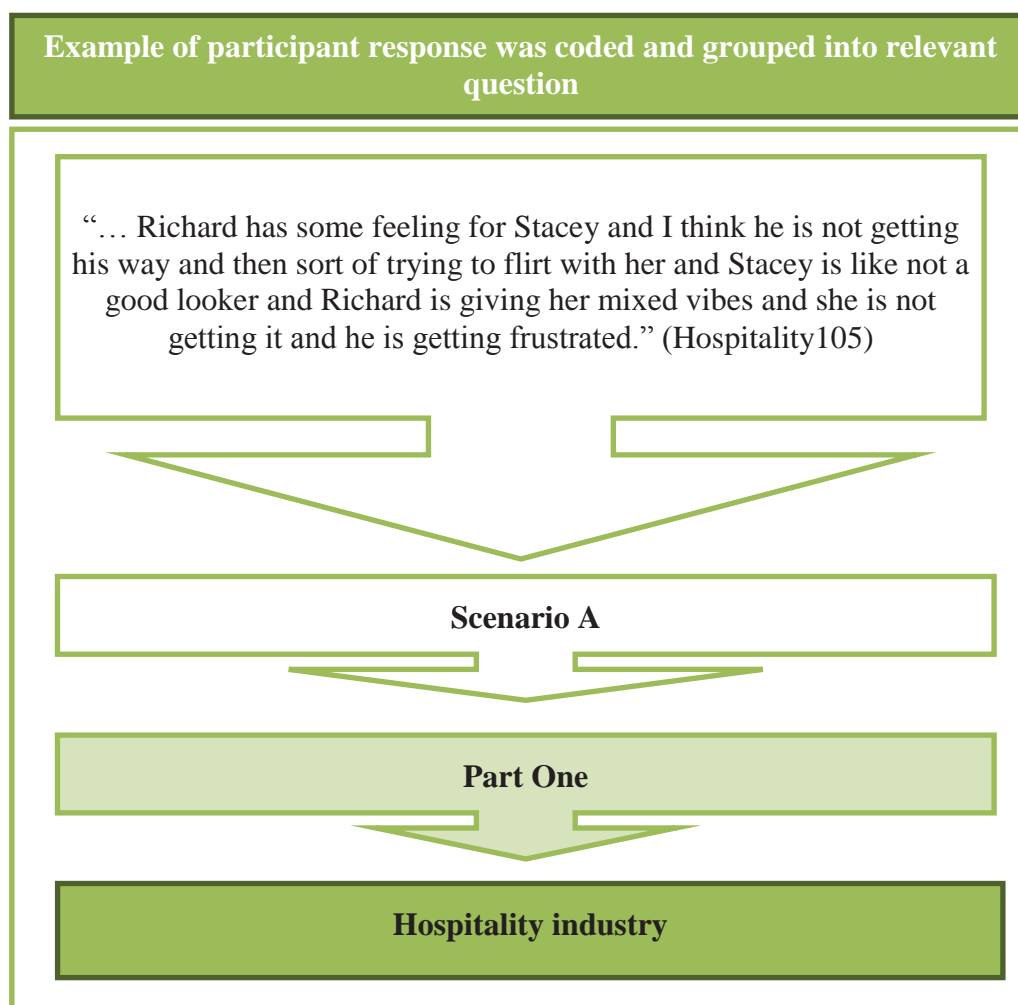 Example of participant response was coded and grouped into relevant
question
“… Richard has some feeling for Stacey and I think he is not getting
his way and then sort of trying to flirt with her and Stacey is like not a
good looker and Richard is giving her mixed vibes and she is not
getting it and he is getting frustrated.” (Hospitality105)
Scenario A
Part One
Hospitality industry